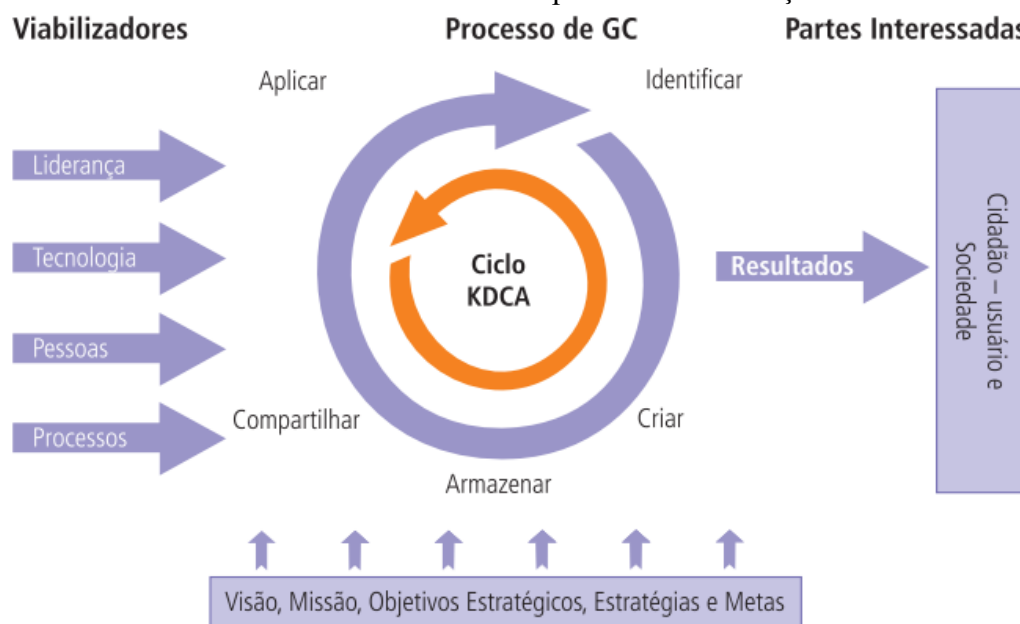 Viabilizadores
Processo de GC
Partes Interessadas
Aplicar
Identificar
Liderança
Tecnologia
Pessoas
Processos
Ciclo
KDCA
Compartilhar
Criar
Armazenar
Resultados
Cidadão – usuário e
Sociedade
Visão, Missão, Objetivos Estratégicos, Estratégias e Metas